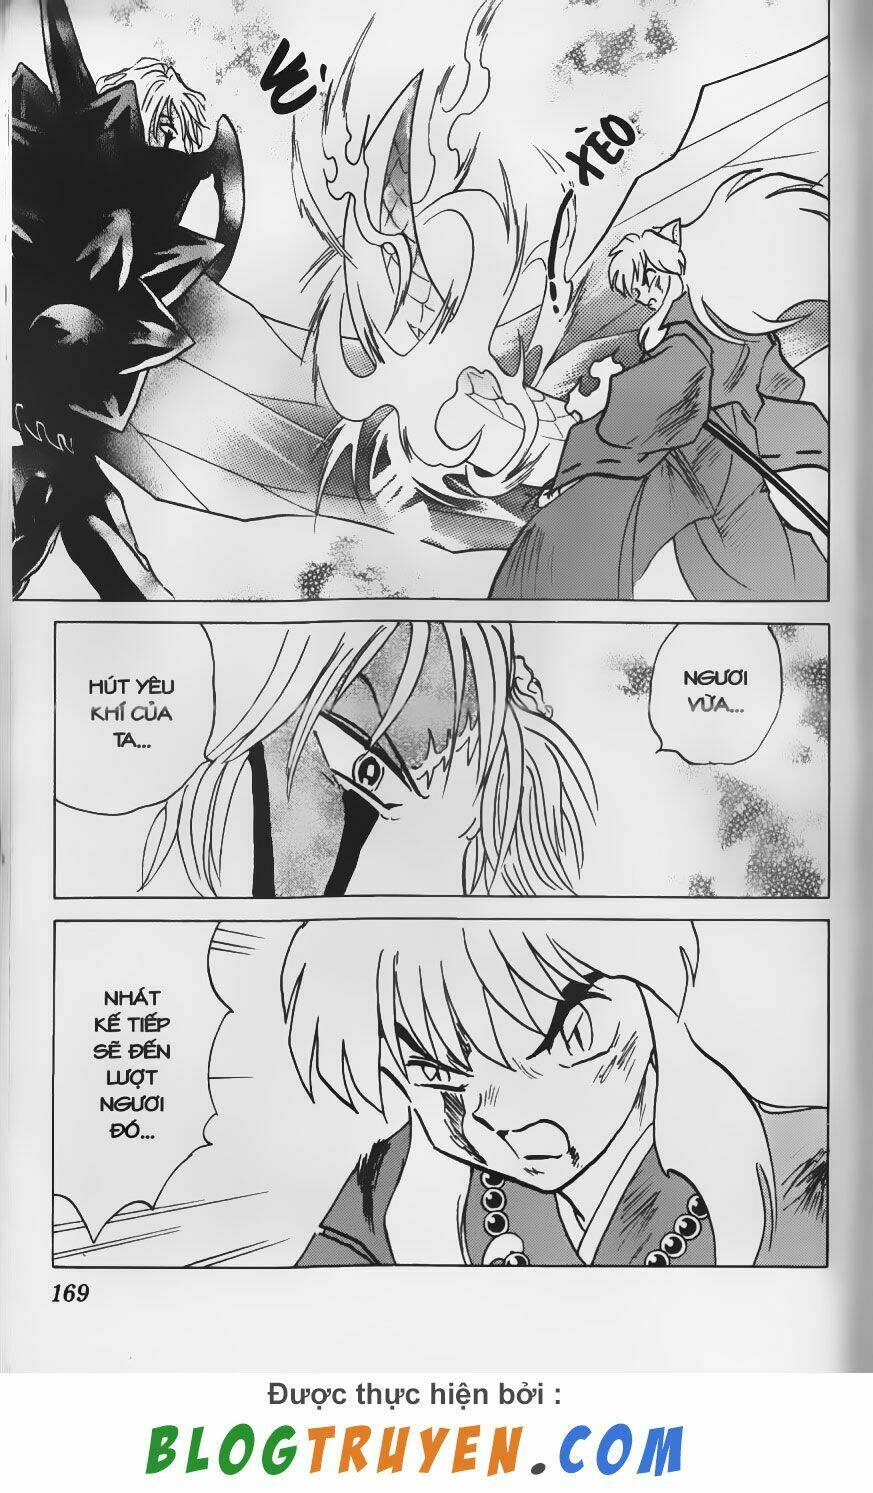 VÙ
XÈO
NGƯƠI
VỪA...
HÚT YÊU
KHÍ CỦA
TA...
NHÁT
KẾ TIẾP
SẼ ĐẾN
LƯỢT
NGƯƠI
ĐÓ...
169
Được thực hiện bởi :
BLOGTRUYEN.COM